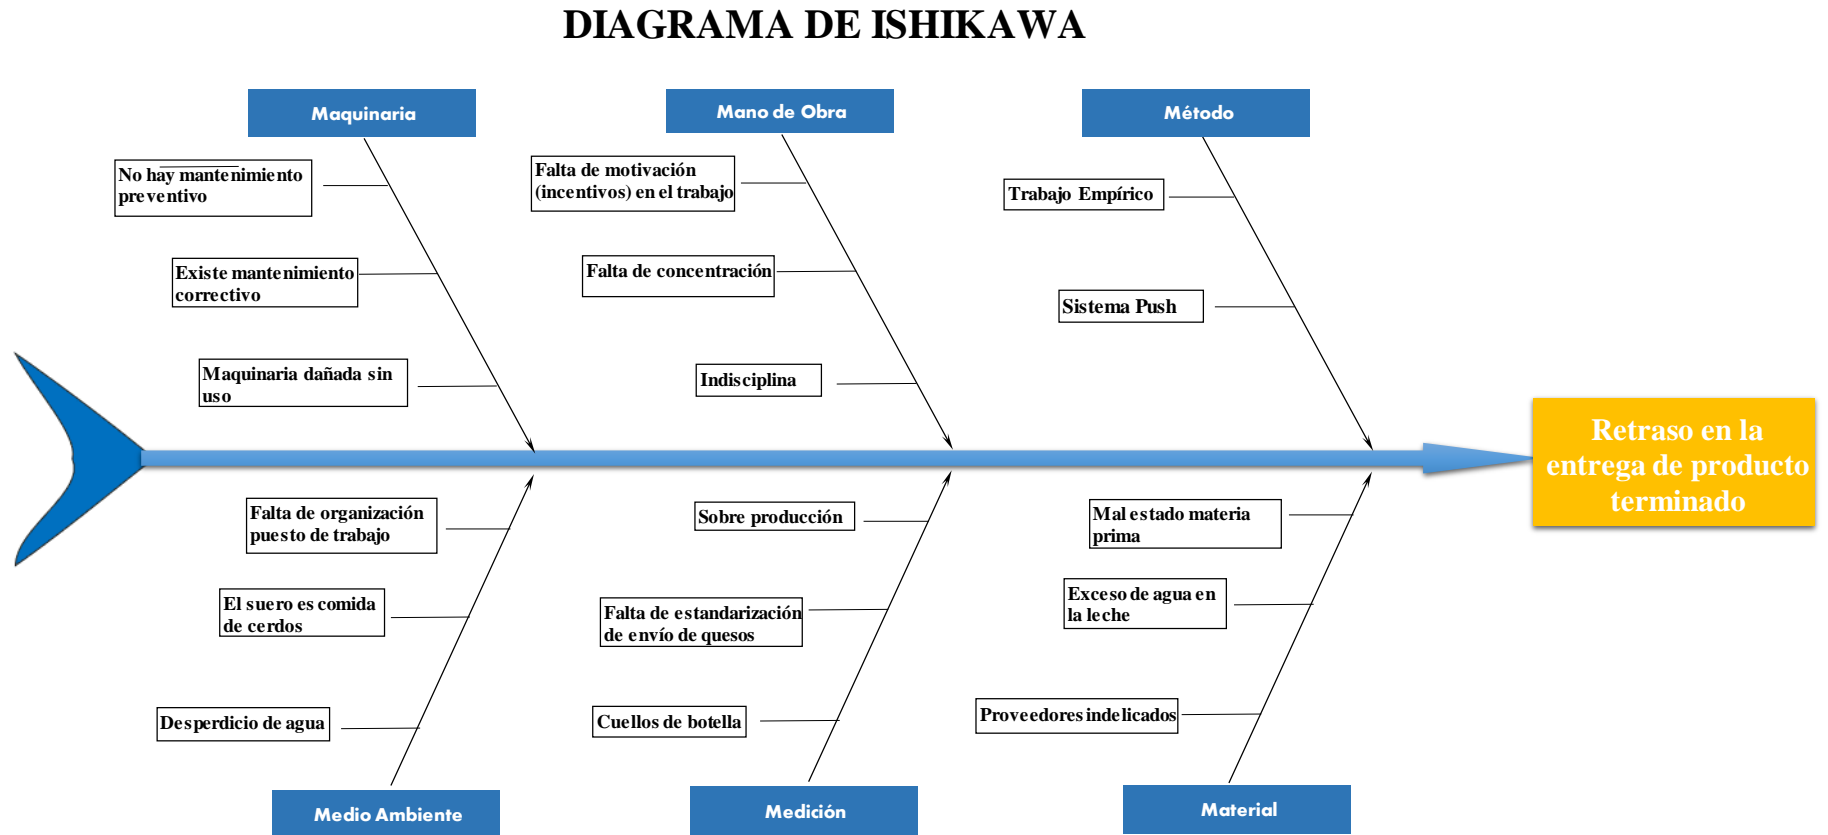 DIAGRAMA DE ISHIKAWA
Maquinaria
Mano de Obra
Método
No hay mantenimiento
preventivo
Existe mantenimiento
correctivo
Maquinaria dañada sin
uso
Falta de motivación
(incentivos) en el trabajo
Falta de concentración
Indisciplina
Trabajo Empírico
Sistema Push
Retraso en la
entrega de producto
terminado
Falta de organización
puesto de trabajo
El suero es comida
de cerdos
Desperdicio de agua
Sobre producción
Falta de estandarización
de envío de quesos
Cuellos de botella
Mal estado materia
prima
Exceso de agua en
la leche
Proveedores indelicados
Medio Ambiente
Medición
Material